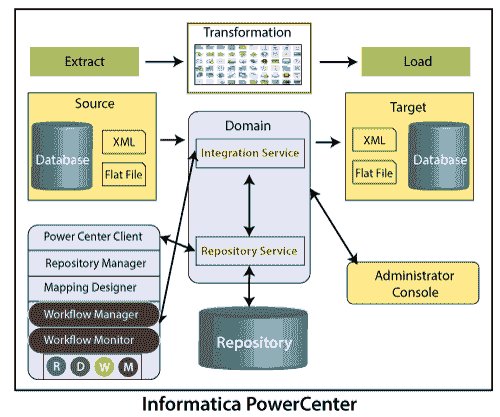 Extract
Transformation
Load
Source
Database
XML
Flat File
Domain
Integration Service
Repository Service
Target
XML
Flat File
Database
Power Center Client
Repository Manager
Mapping Designer
Workflow Manager
Workflow Monitor
R D W M
Repository
Administrator
Console
Informatica PowerCenter